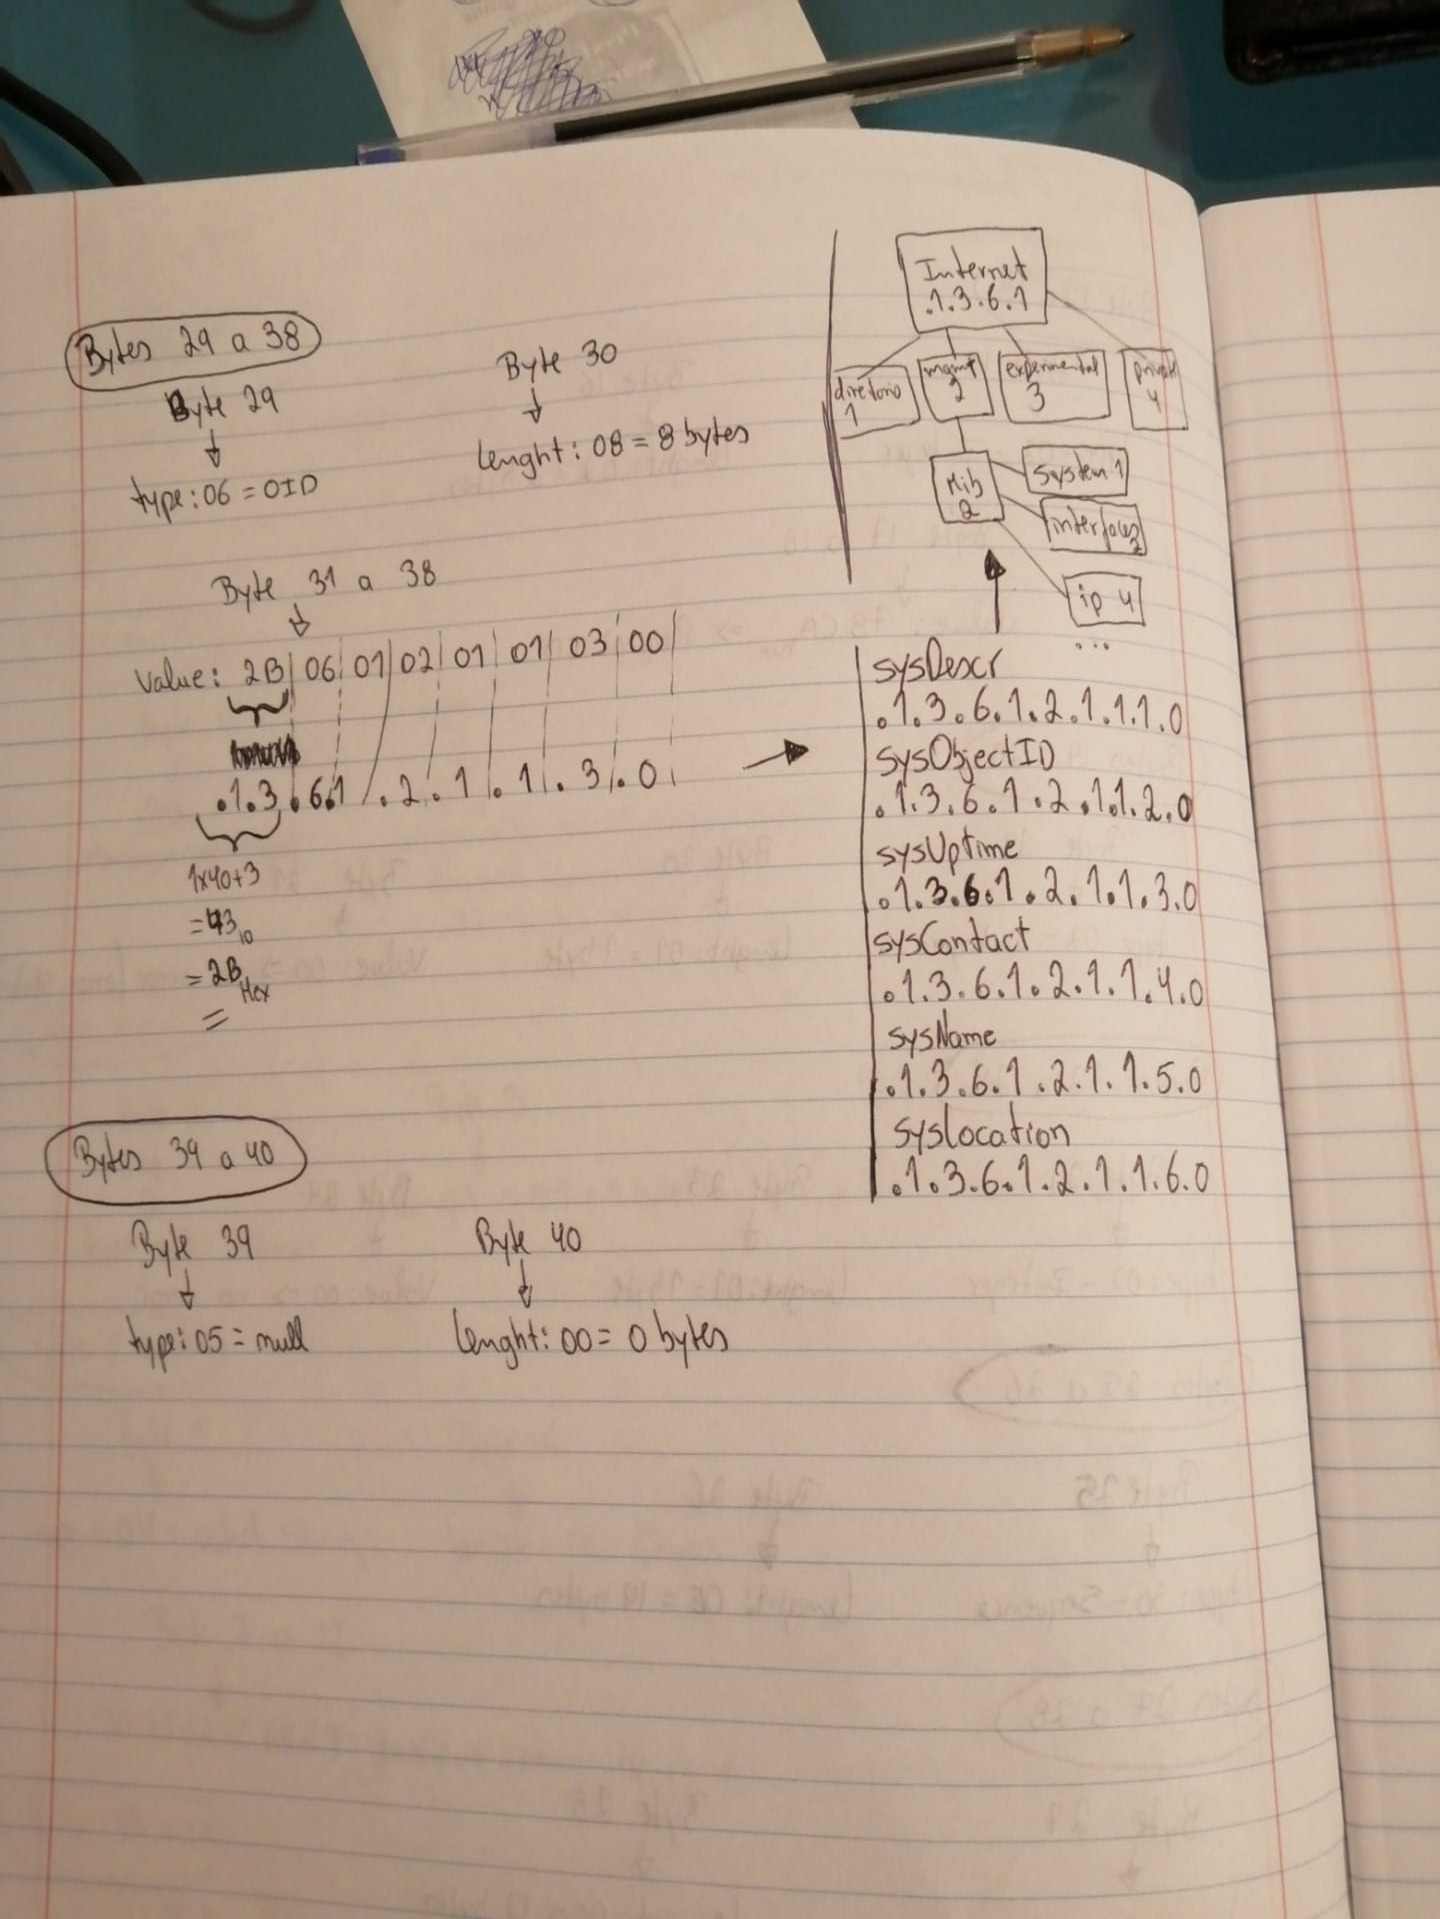 Bytes 29 a 38
Byte 29
type: 06 = OID
Byte 30
lenght: 08 = 8 bytes
Byte 31 a 38
Value: 2B | 06 | 01 | 02 | 01 | 01 | 03 | 00
.1.3.6.1.2.1.1.3.0
1x40+3
=43₁₀
=2B Hex
=
Bytes 39 a 40
Byte 39
type: 05 = null
Byte 40
lenght: 00 = 0 bytes
Internet
.1.3.6.1
diretorio
1
mgmt
2
experimental
3
private
4
Mib
2
System 1
interfaces
2
ip 4
...
sysDescr
.1.3.6.1.2.1.1.1.0
sysObjectID
.1.3.6.1.2.1.1.2.0
sysUptime
.1.3.6.1.2.1.1.3.0
sysContact
.1.3.6.1.2.1.1.4.0
sysName
.1.3.6.1.2.1.1.5.0
syslocation
.1.3.6.1.2.1.1.6.0